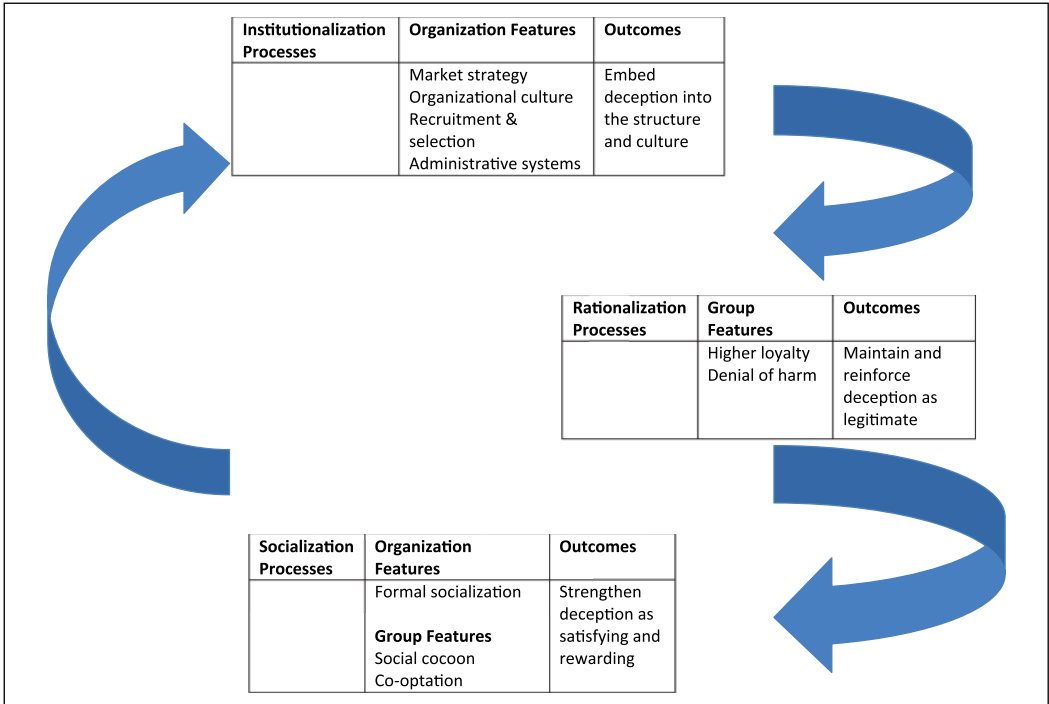 Institutionalization
Processes
Organization Features
Outcomes
Market strategy
Organizational culture
Recruitment &
selection
Administrative systems
Embed
deception into
the structure
and culture
Rationalization
Processes
Group
Features
Outcomes
Higher loyalty
Denial of harm
Maintain and
reinforce
deception as
legitimate
Socialization
Processes
Organization
Features
Outcomes
Formal socialization
Group Features
Social cocoon
Co-optation
Strengthen
deception as
satisfying and
rewarding